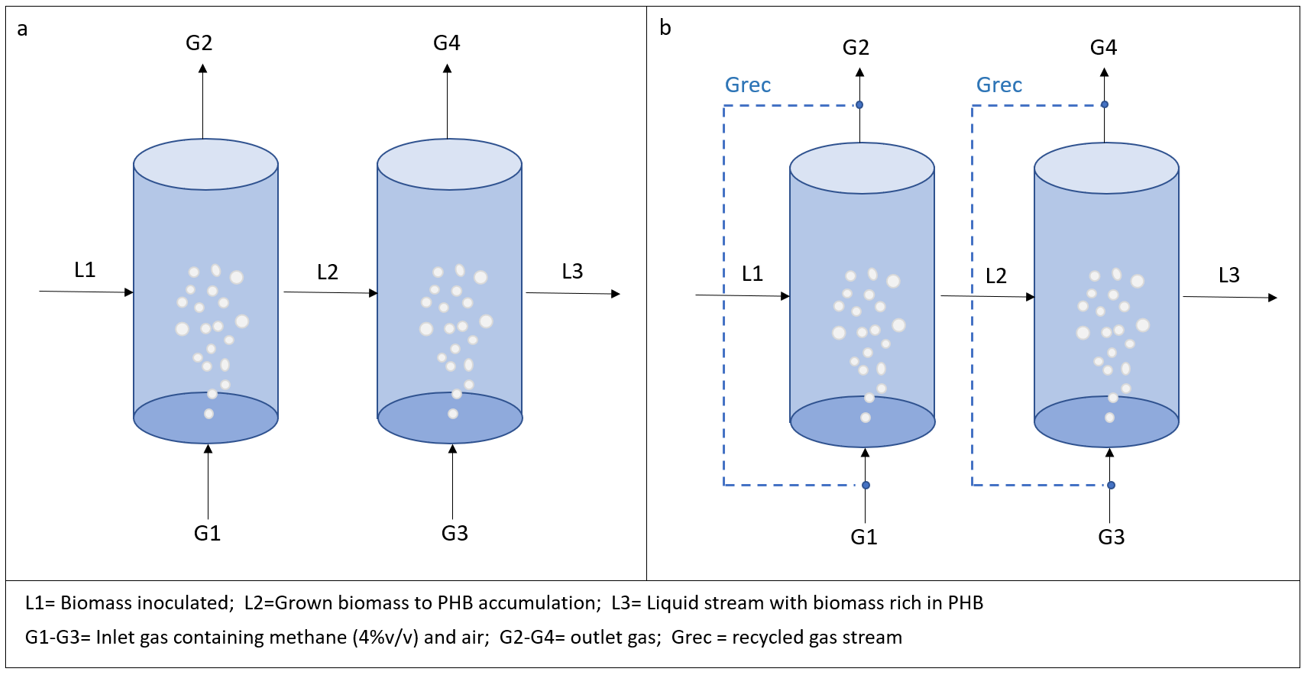 a
G2
G4
L1
L2
L3
G1
G3
b
G2
G4
Grec
Grec
L1
L2
L3
G1
G3
L1= Biomass inoculated; L2=Grown biomass to PHB accumulation; L3= Liquid stream with biomass rich in PHB
G1-G3= Inlet gas containing methane (4%v/v) and air; G2-G4= outlet gas; Grec = recycled gas stream